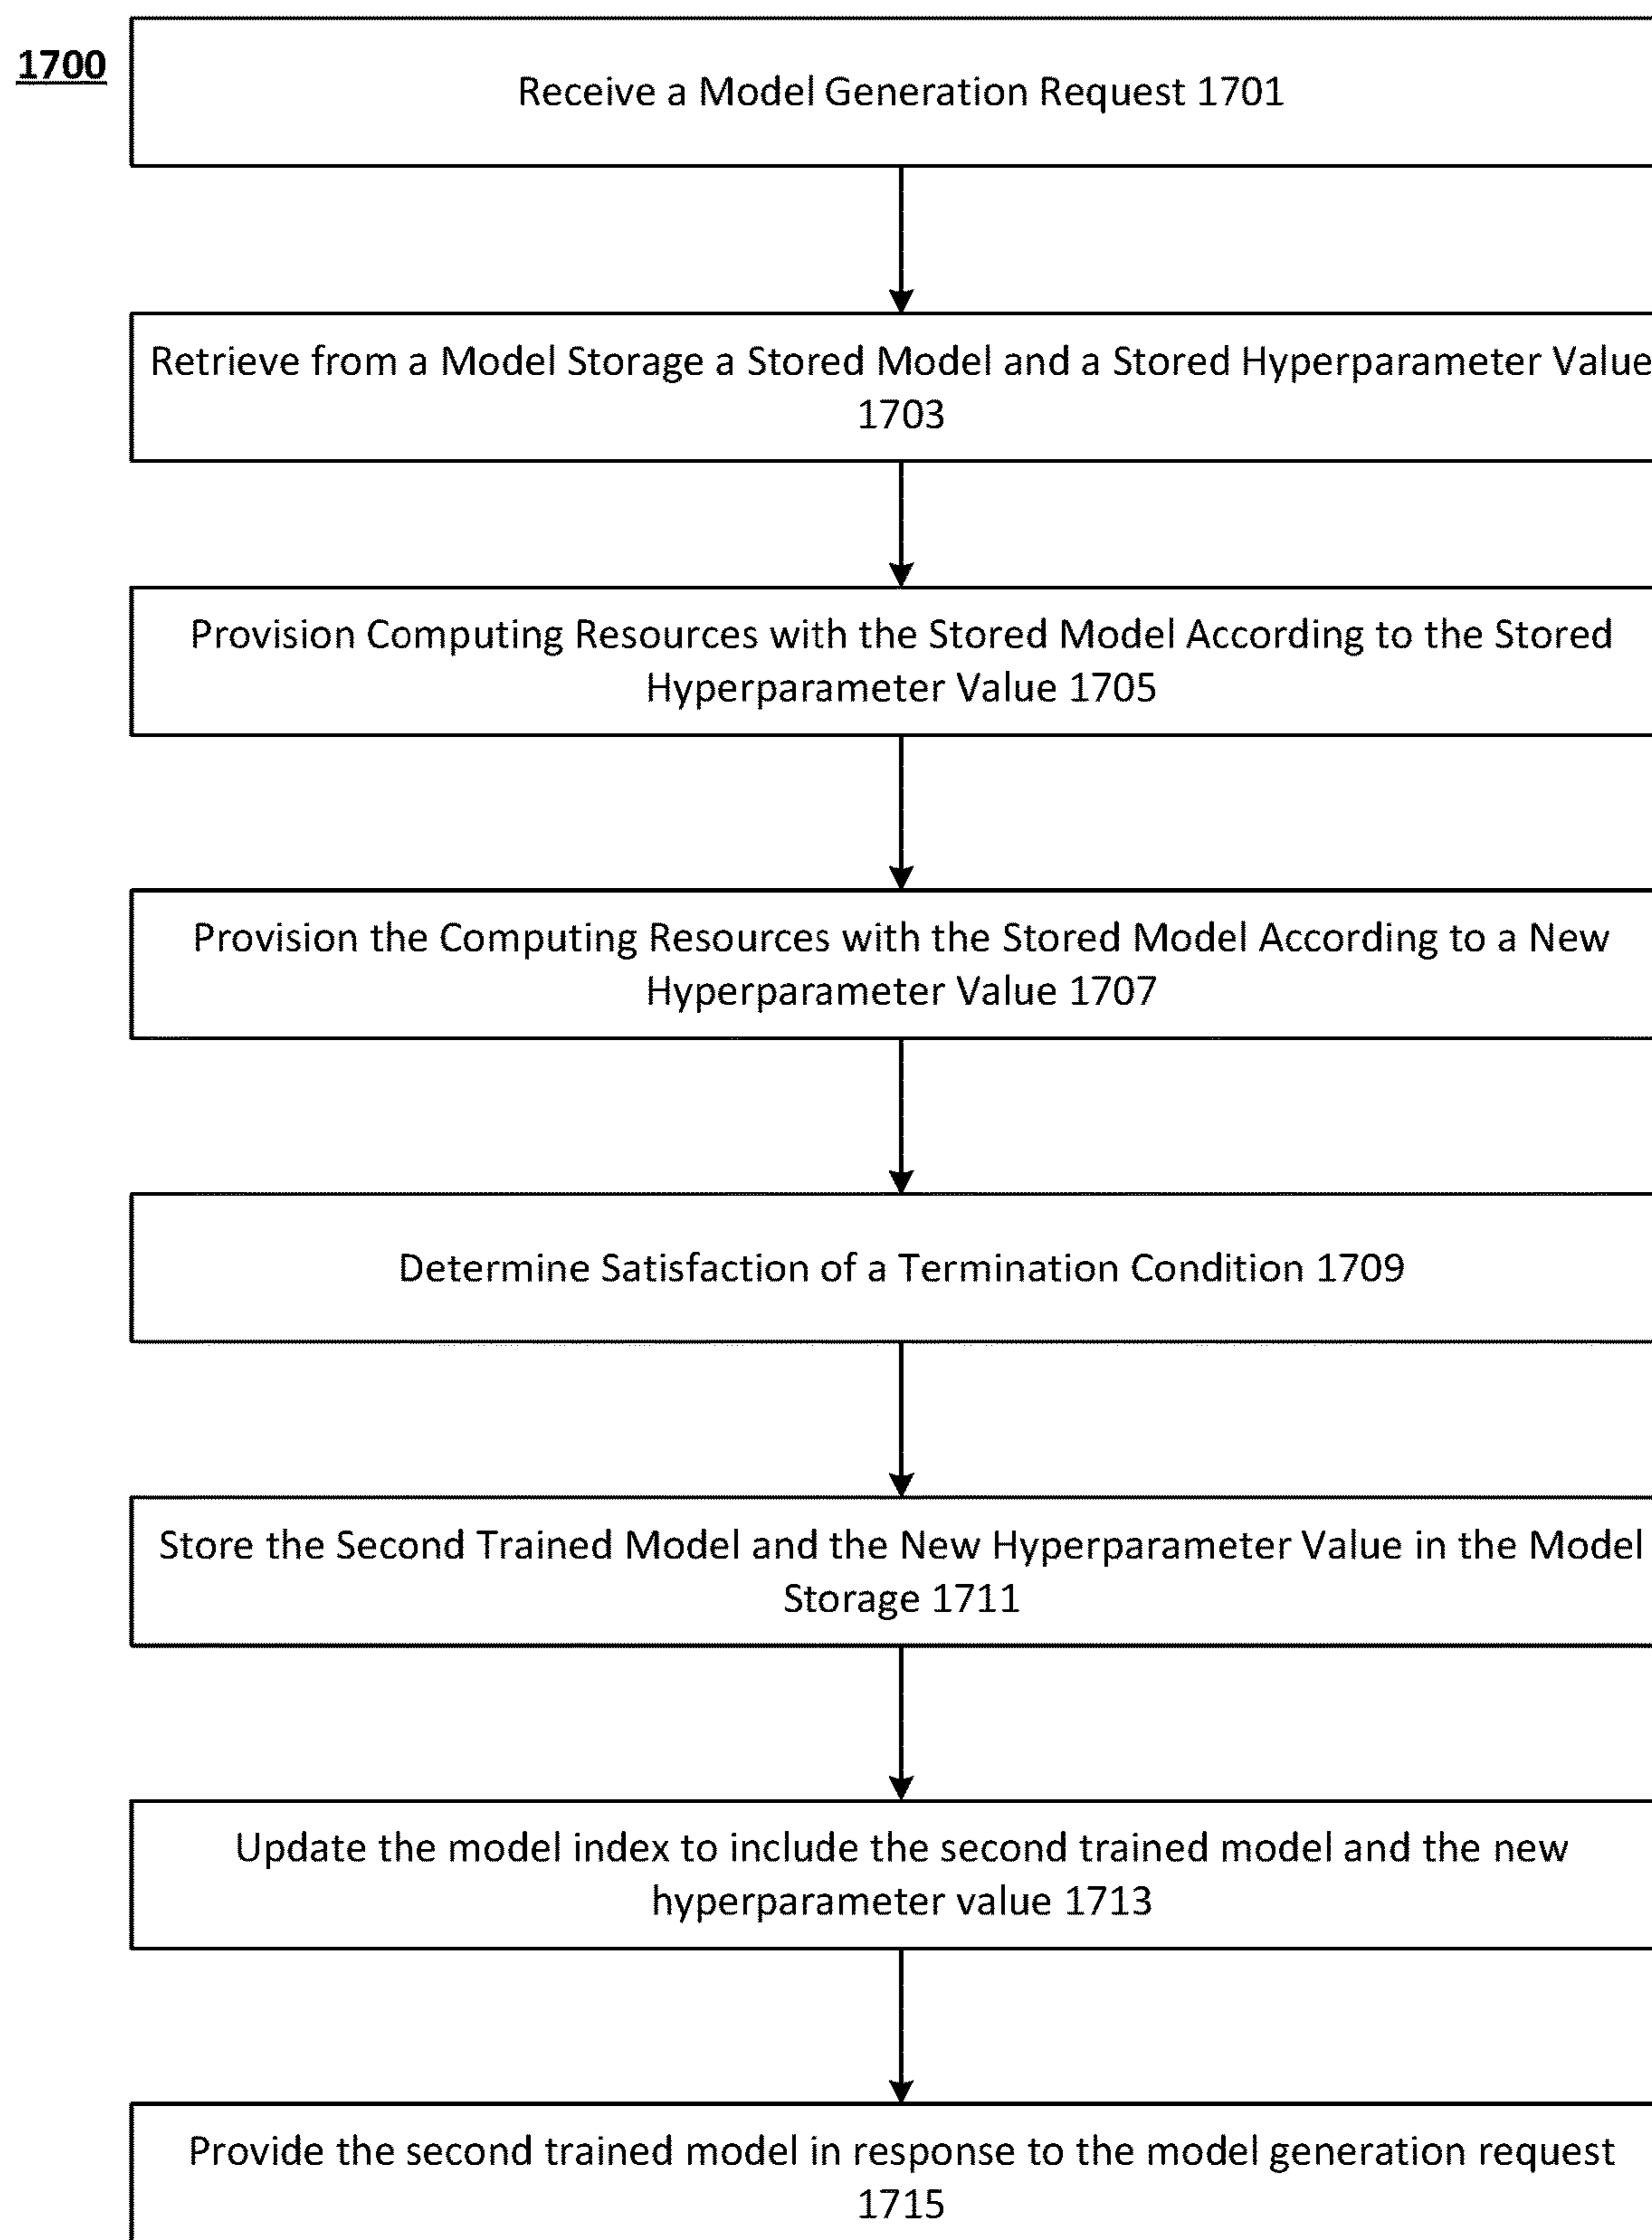 1700
Receive a Model Generation Request 1701
Retrieve from a Model Storage a Stored Model and a Stored Hyperparameter Value
1703
Provision Computing Resources with the Stored Model According to the Stored
Hyperparameter Value 1705
Provision the Computing Resources with the Stored Model According to a New
Hyperparameter Value 1707
Determine Satisfaction of a Termination Condition 1709
Store the Second Trained Model and the New Hyperparameter Value in the Model
Storage 1711
Update the model index to include the second trained model and the new
hyperparameter value 1713
Provide the second trained model in response to the model generation request
1715